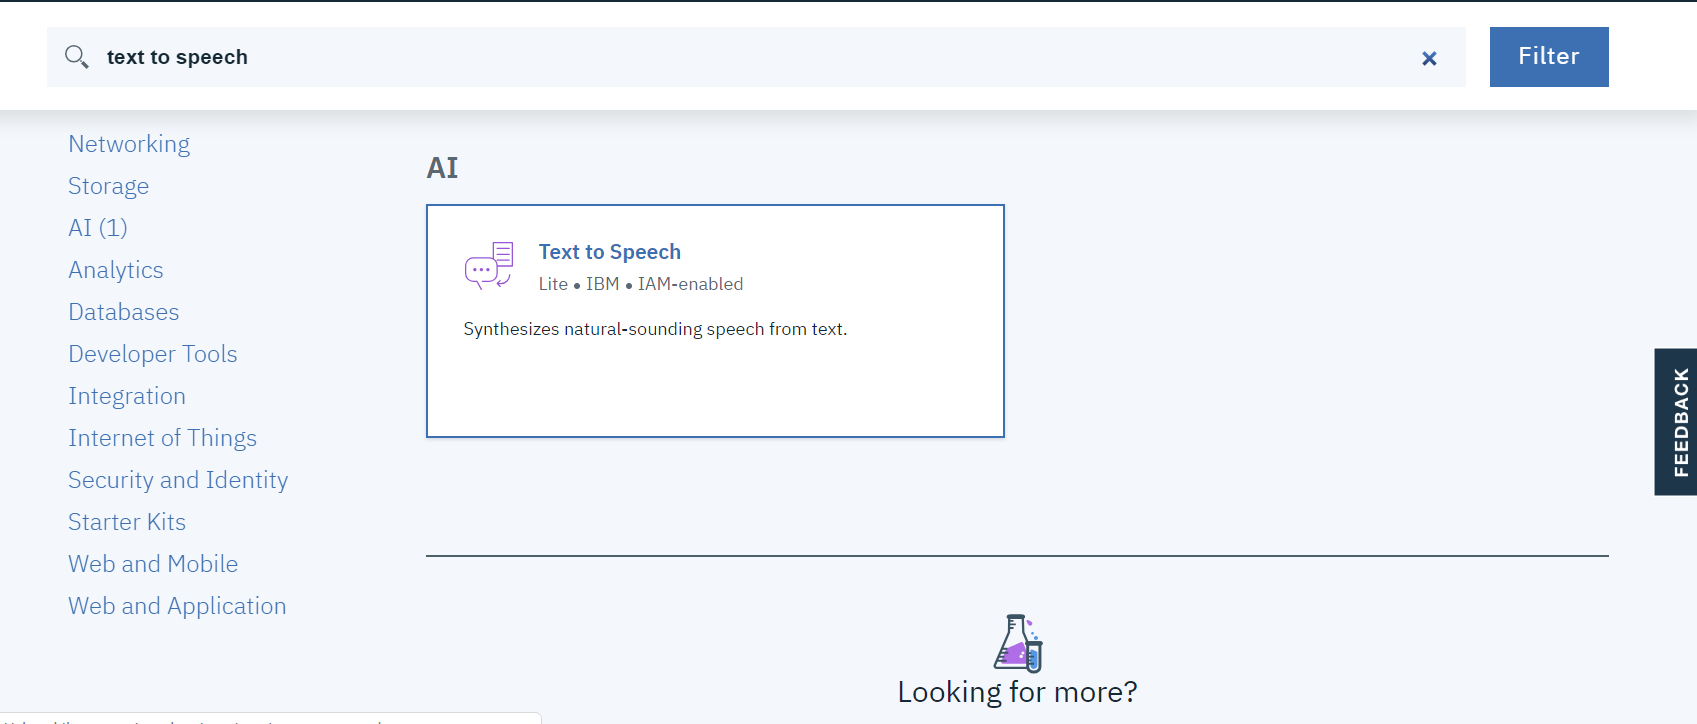 text to speech
Filter
Networking
Storage
AI (1)
Analytics
Databases
Developer Tools
Integration
Internet of Things
Security and Identity
Starter Kits
Web and Mobile
Web and Application
AI
Text to Speech
Lite • IBM • IAM-enabled
Synthesizes natural-sounding speech from text.
FEEDBACK
Looking for more?